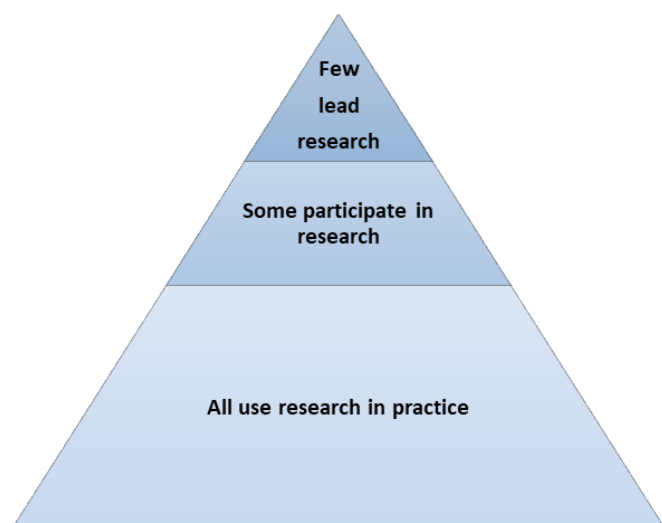 Few
lead
research
Some participate in
research
All use research in practice